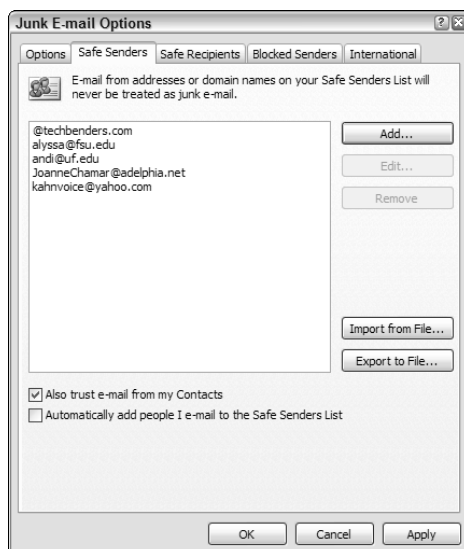 Junk E-mail Options
Options Safe Senders Safe Recipients Blocked Senders International
E-mail from addresses or domain names on your Safe Senders List will
never be treated as junk e-mail.
@techbenders.com
alyssa@fsu.edu
andi@uf.edu
JoanneChamar@adelphia.net
kahnvoice@yahoo.com
Add...
Edit...
Remove
Import from File...
Export to File...
Also trust e-mail from my Contacts
Automatically add people I e-mail to the Safe Senders List
OK Cancel Apply